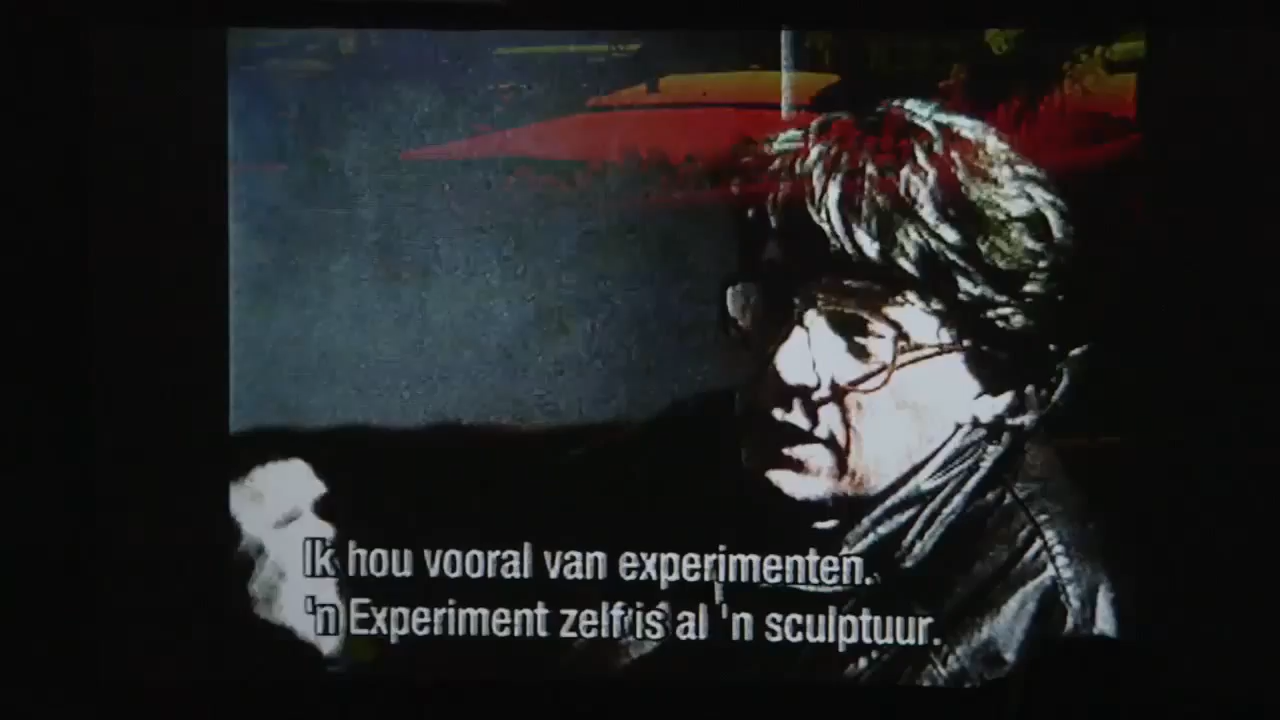 Ik hou vooral van experimenten.
'n Experiment zelf is al 'n sculptuur.